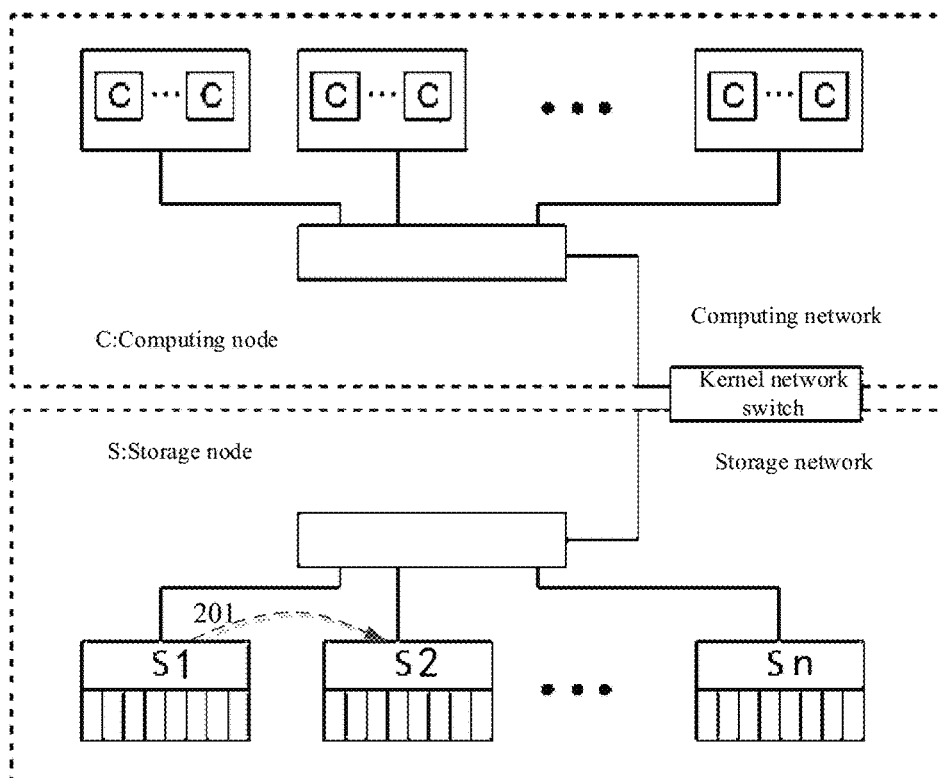 C ··· C C ··· C ••• C ··· C
Computing network
C:Computing node
Kernel network
switch
S:Storage node
Storage network
201
S1 S2 ••• Sn